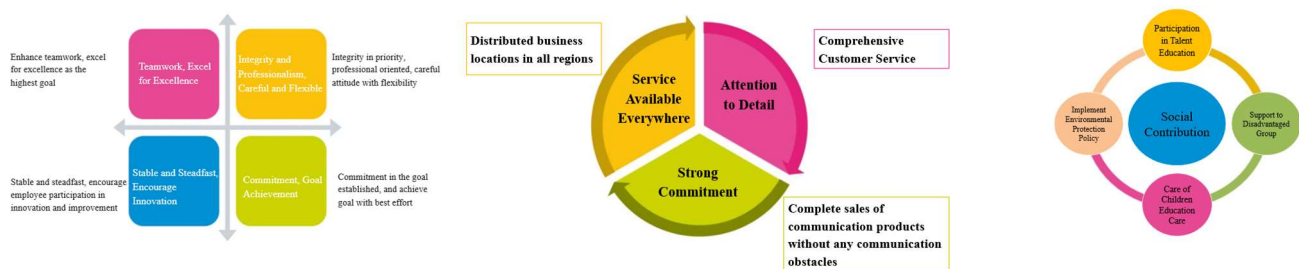 Enhance teamwork, excel
for excellence as the
highest goal
Teamwork, Excel
for Excellence
Integrity and
Professionalism,
Careful and Flexible
Integrity in priority,
professional oriented, careful
attitude with flexibility
Stable and steadfast, encourage
employee participation in
innovation and improvement
Stable and Steadfast,
Encourage
Innovation
Commitment, Goal
Achievement
Commitment in the goal
established, and achieve
goal with best effort
Distributed business
locations in all regions
Service
Available
Everywhere
Attention
to Detail
Comprehensive
Customer Service
Strong
Commitment
Complete sales of
communication products
without any communication
obstacles
Participation
in Talent
Education
Implement
Environmental
Protection
Policy
Social
Contribution
Support to
Disadvantaged
Group
Care of
Children
Education
Care